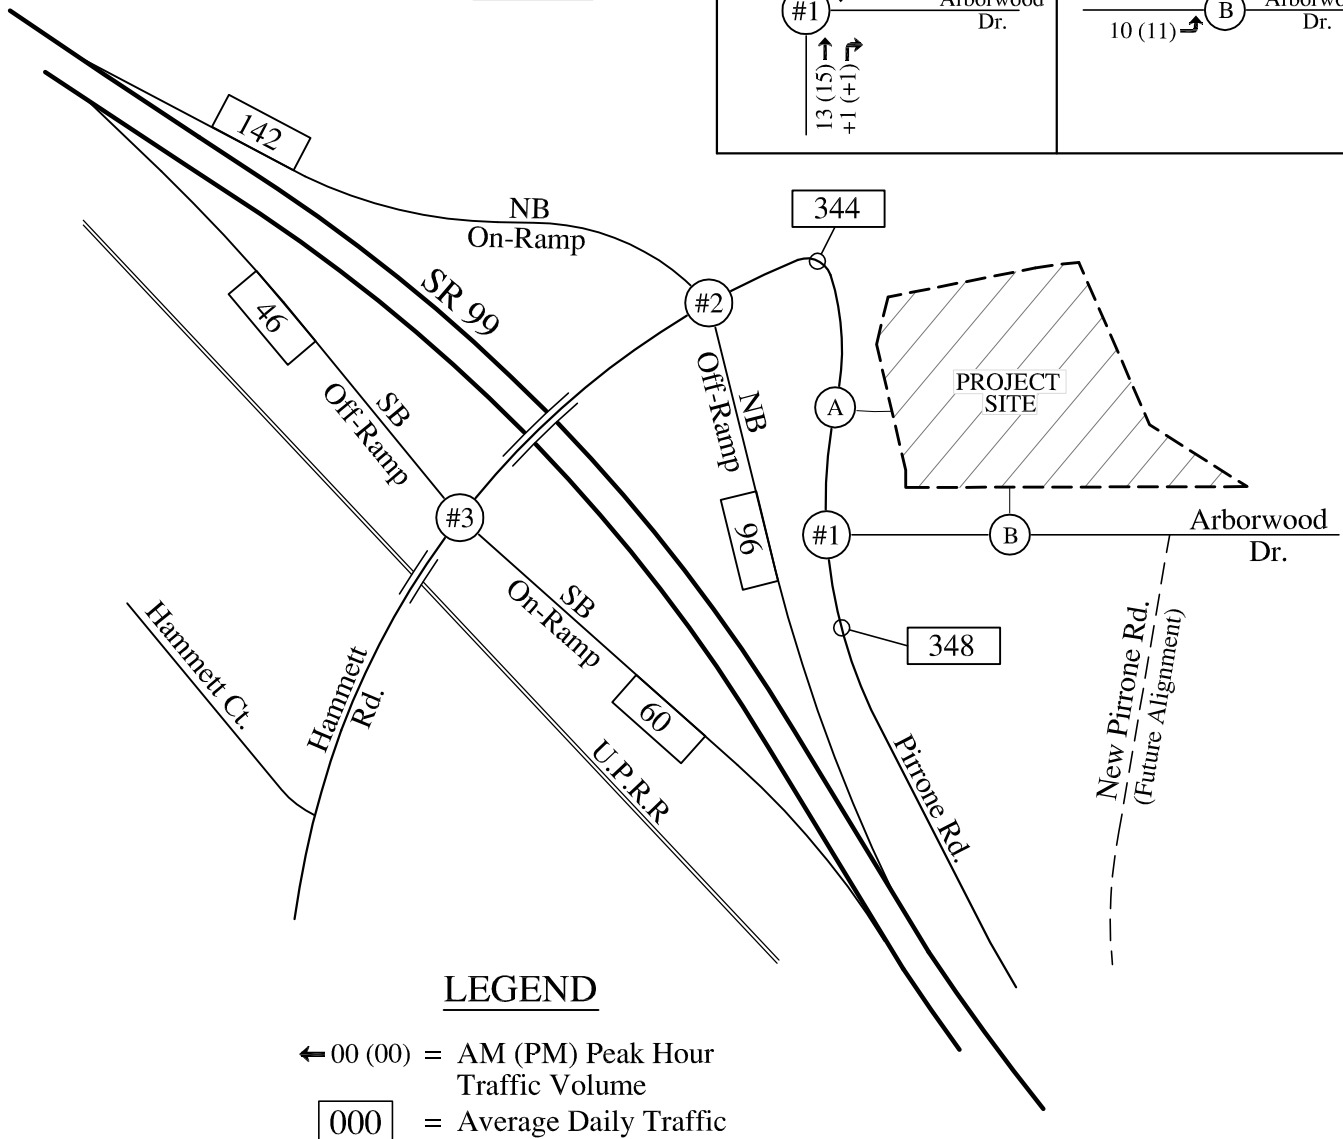 #1
Arborwood
Dr.
13 (15)
+1 (+1)
B
Arborwo
Dr.
10 (11)
142
NB
On-Ramp
344
SR 99
#2
46
SB
Off-Ramp
NB
Off-Ramp
PROJECT
SITE
A
96
#3
#1
B
Arborwood
Dr.
SB
On-Ramp
348
60
Hammett Ct.
Hammett
Rd.
U.P.R.R
Pirrone Rd.
New Pirrone Rd.
(Future Alignment)
LEGEND
00 (00) = AM (PM) Peak Hour
Traffic Volume
000 = Average Daily Traffic